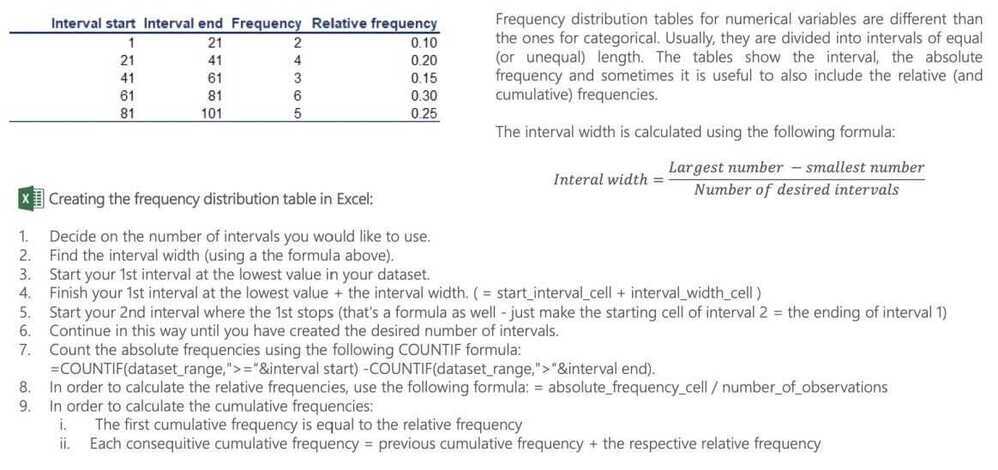 Interval start Interval end Frequency Relative frequency
1 21 2 0.10
21 41 4 0.20
41 61 3 0.15
61 81 6 0.30
81 101 5 0.25
Frequency distribution tables for numerical variables are different than
the ones for categorical. Usually, they are divided into intervals of equal
(or unequal) length. The tables show the interval, the absolute
frequency and sometimes it is useful to also include the relative (and
cumulative) frequencies.
The interval width is calculated using the following formula:
Interal width = Largest number − smallest number
Number of desired intervals
Creating the frequency distribution table in Excel:
1. Decide on the number of intervals you would like to use.
2. Find the interval width (using a the formula above).
3. Start your 1st interval at the lowest value in your dataset.
4. Finish your 1st interval at the lowest value + the interval width. ( = start_interval_cell + interval_width_cell )
5. Start your 2nd interval where the 1st stops (that's a formula as well - just make the starting cell of interval 2 = the ending of interval 1)
6. Continue in this way until you have created the desired number of intervals.
7. Count the absolute frequencies using the following COUNTIF formula:
=COUNTIF(dataset_range,">="&interval start) -COUNTIF(dataset_range,">"&interval end).
8. In order to calculate the relative frequencies, use the following formula: = absolute_frequency_cell / number_of_observations
9. In order to calculate the cumulative frequencies:
i. The first cumulative frequency is equal to the relative frequency
ii. Each consequitive cumulative frequency = previous cumulative frequency + the respective relative frequency